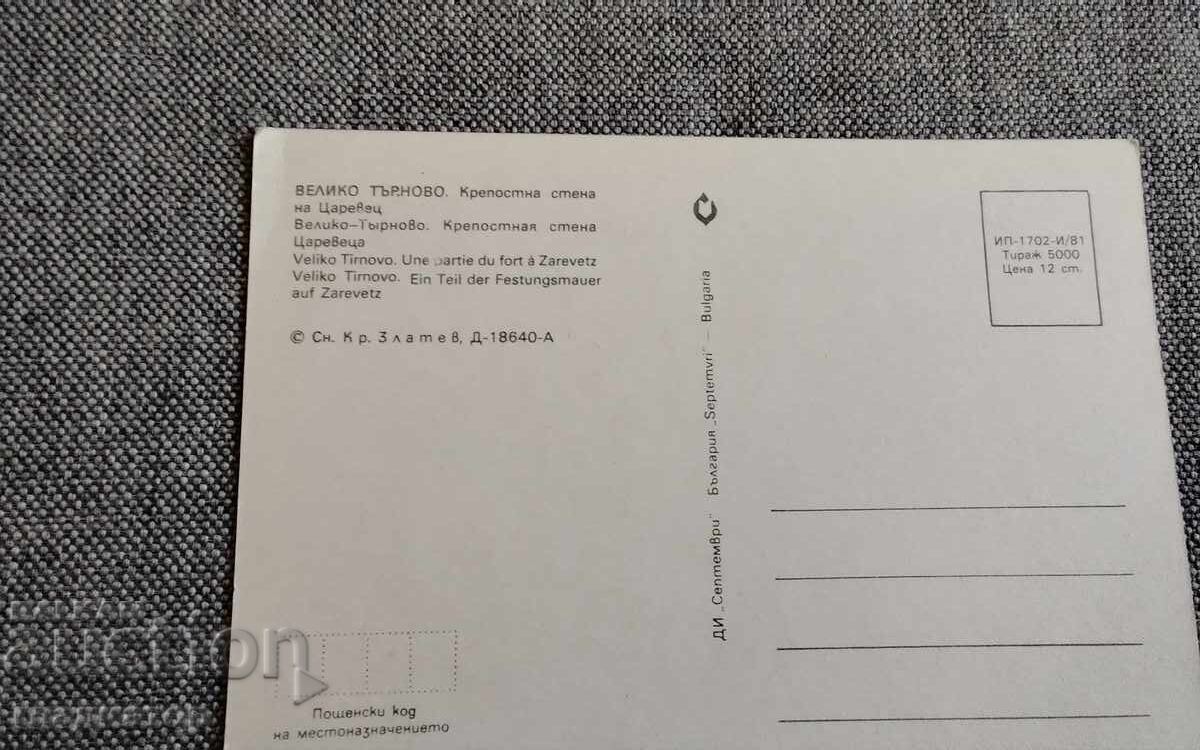 ВЕЛИКО ТЪРНОВО. Крепостна стена
на Царевец
Велико-Тырново. Крепостная стена
Царевеца
Veliko Tirnovo. Une partie du fort á Zarevetz
Veliko Tirnovo. Ein Teil der Festungsmauer
auf Zarevetz
© Сн. Кр. Златев, Д-18640-А
ДИ „Септември" България „Septemvri" — Bulgaria
ИП-1702-И/81
Тираж 5000
Цена 12 ст.
Пощенски код
на местоназначението
auction